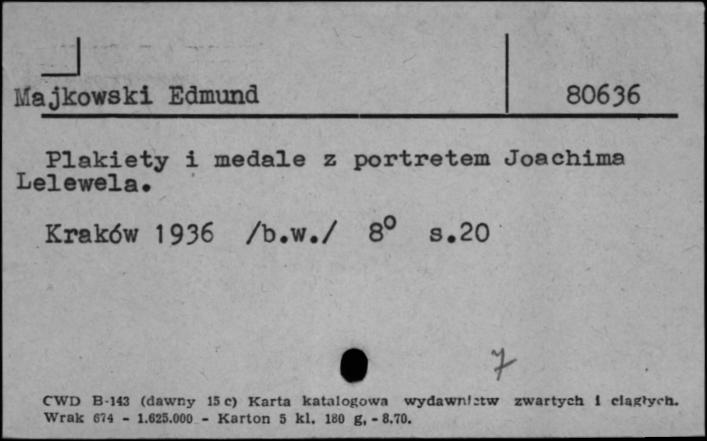 Majkowski Edmund 80636
Plakiety i medale z portretem Joachima
Lelewela.
Kraków 1936 /b.w./ 8º s.20
7
CWD B-143 (dawny 15 c) Karta katalogowa wydawnictw zwartych i ciągłych.
Wrak 674 - 1.625.000 - Karton 5 kl. 180 g, - 8.70.